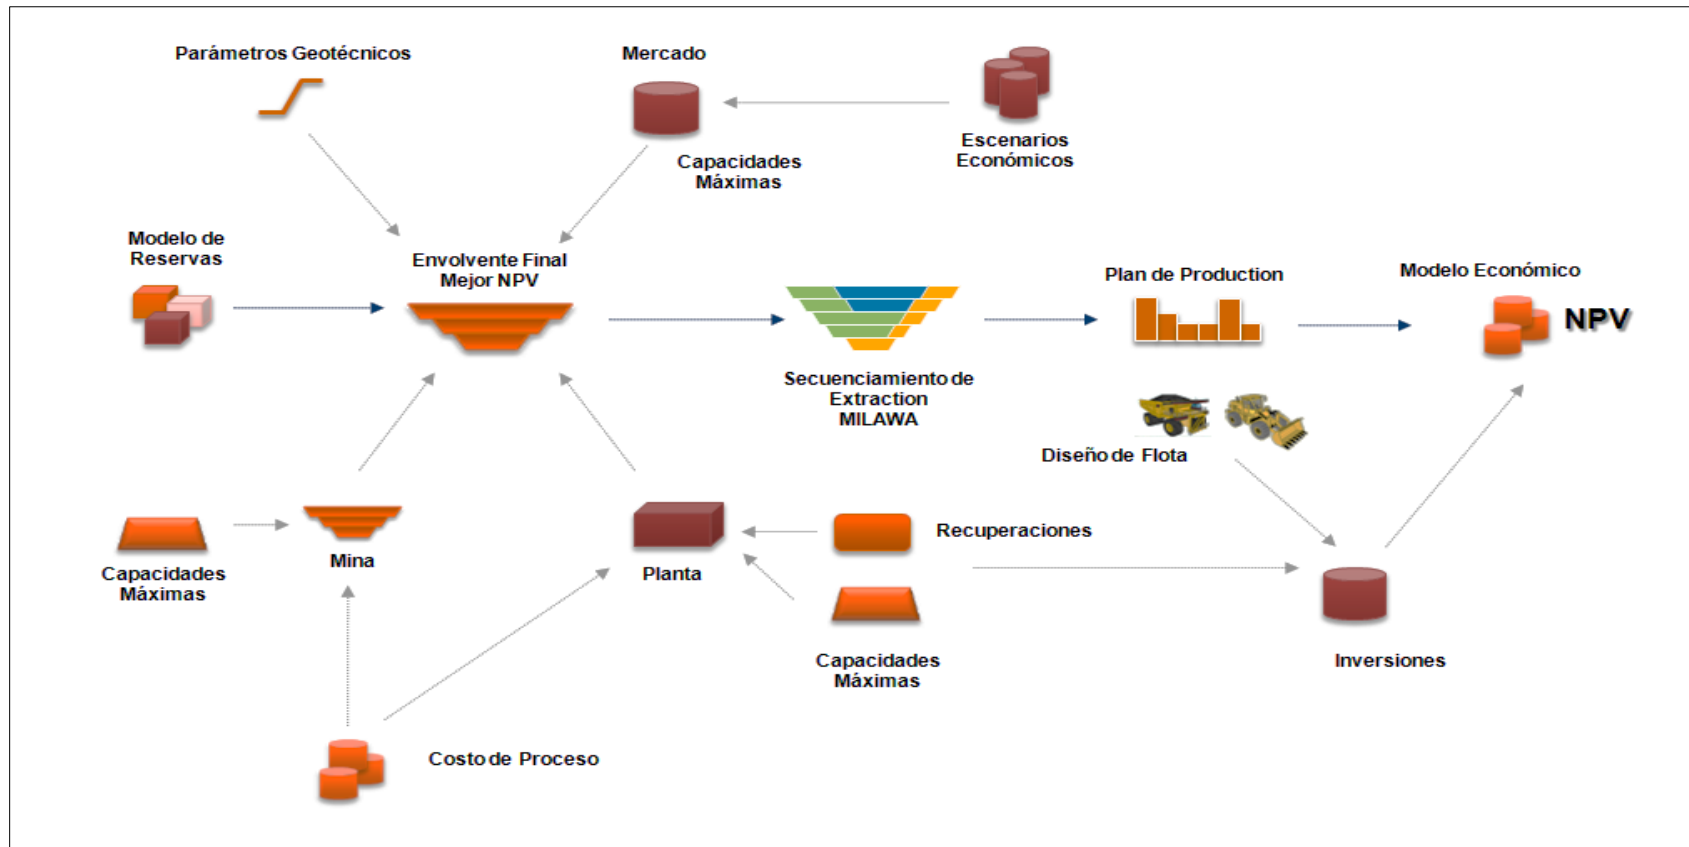 Parámetros Geotécnicos
Mercado
Escenarios
Económicos
Capacidades
Máximas
Modelo de
Reservas
Envolvente Final
Mejor NPV
Plan de Production
Modelo Económico
NPV
Secuenciamiento de
Extraction
MILAWA
Diseño de Flota
Capacidades
Máximas
Mina
Planta
Recuperaciones
Capacidades
Máximas
Inversiones
Costo de Proceso